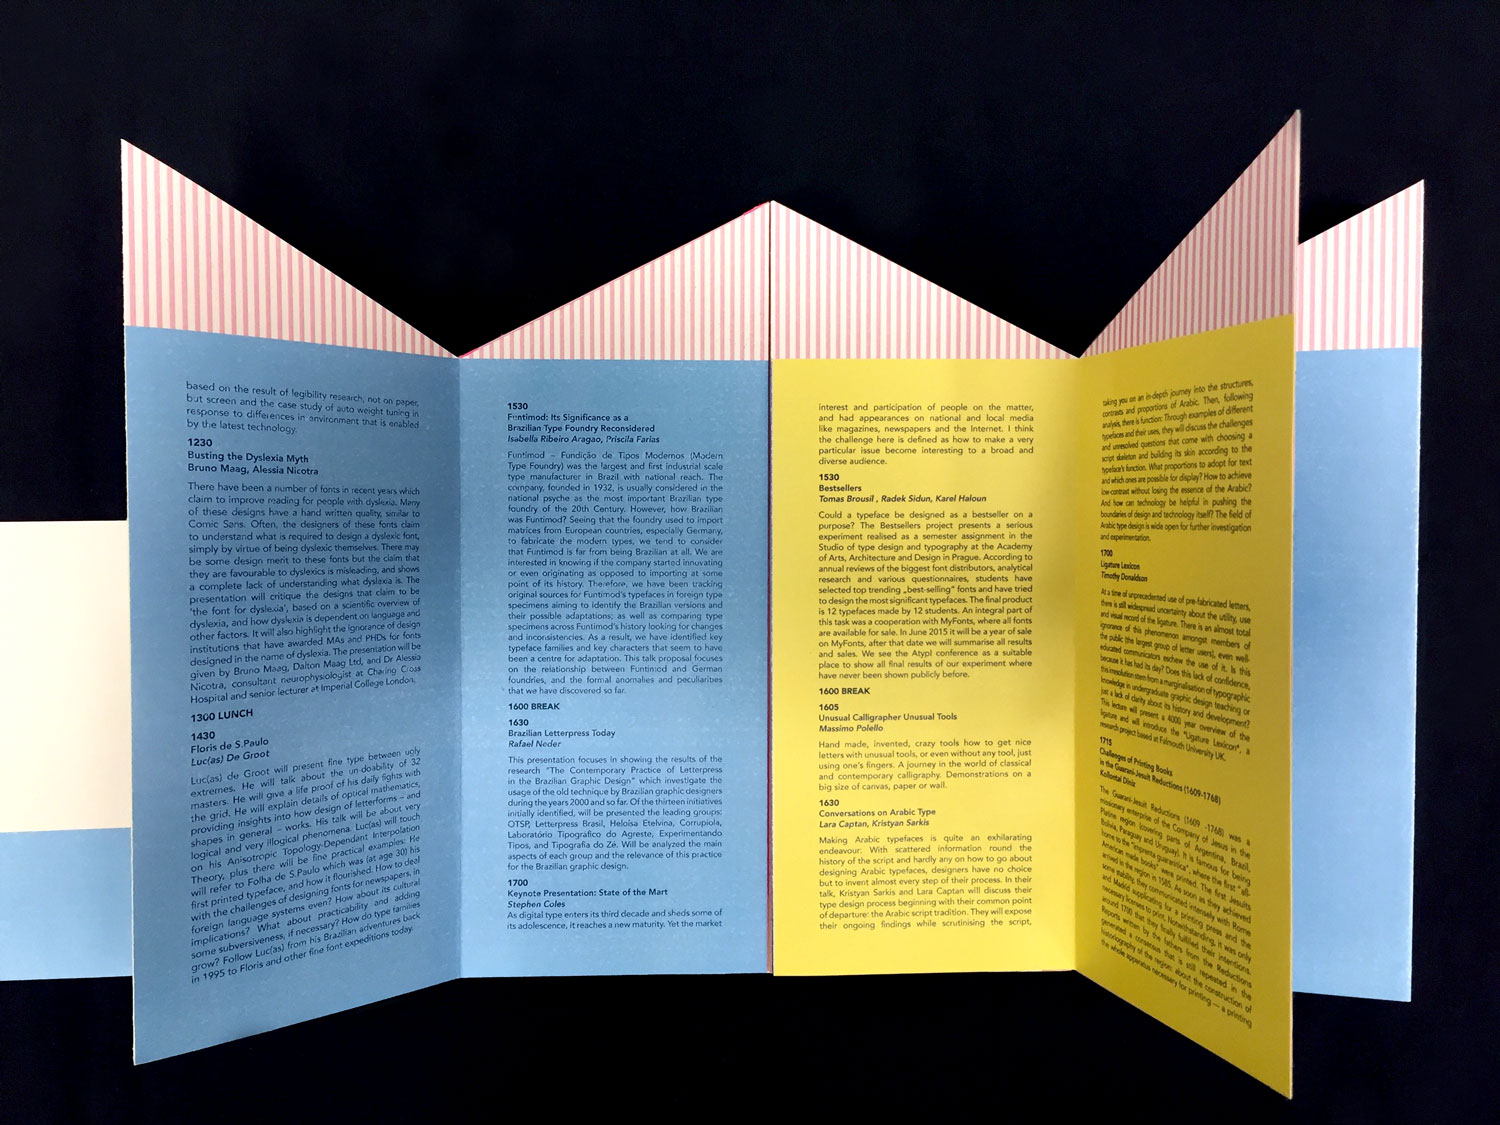 based on the result of legibility research, not on paper,
but screen and the case study of auto weight tuning in
response to differences in environment that is enabled
by the latest technology.
1230
Busting the Dyslexia Myth
Bruno Maag, Alessia Nicotra
There have been a number of fonts in recent years which
claim to improve reading for people with dyslexia. Many
of these designs have a hand written quality, similar to
Comic Sans. Often, the designers of these fonts claim
to understand what is required to design a dyslexic font,
simply by virtue of being dyslexic themselves. There may
be some design merit to these fonts but the claim that
they are favourable to dyslexics is misleading, and shows
a complete lack of understanding what dyslexia is. The
presentation will critique the designs that claim to be
'the font for dyslexia', based on a scientific overview of
dyslexia, and how dyslexia is dependent on language and
other factors. It will also highlight the ignorance of design
institutions that have awarded MAs and PHDs for fonts
designed in the name of dyslexia. The presentation will be
given by Bruno Maag, Dalton Maag Ltd, and Dr Alessia
Nicotra, consultant neurophysiologist at Charing Cross
Hospital and senior lecturer at Imperial College London.
1300 LUNCH
1430
Floris de S.Paulo
Luc(as) De Groot
Luc(as) de Groot will present fine type between ugly
extremes. He will talk about the un-doability of 32
masters. He will give a life proof of his daily fights with
the grid. He will explain details of optical mathematics,
providing insights into how design of letterforms – and
shapes in general – works. His talk will be about very
logical and very illogical phenomena. Luc(as) will touch
on his Anisotropic Topology-Dependant Interpolation
Theory, plus there will be fine practical examples: He
will refer to Folha de S.Paulo which was (at age 30) his
first printed typeface, and how it flourished. How to deal
with the challenges of designing fonts for newspapers, in
foreign language systems even? How about its cultural
implications? What about practicability and adding
some subversiveness, if necessary? How do type families
grow? Follow Luc(as) from his Brazilian adventures back
in 1995 to Floris and other fine font expeditions today.
1530
Funtimod: Its Significance as a
Brazilian Type Foundry Reconsidered
Isabella Ribeiro Aragao, Priscila Farias
Funtimod – Fundição de Tipos Modernos (Modern
Type Foundry) was the largest and first industrial scale
type manufacturer in Brazil with national reach. The
company, founded in 1932, is usually considered in the
national psyche as the most important Brazilian type
foundry of the 20th Century. However, how Brazilian
was Funtimod? Seeing that the foundry used to import
matrices from European countries, especially Germany,
to fabricate the modern types, we tend to consider
that Funtimod is far from being Brazilian at all. We are
interested in knowing if the company started innovating
or even originating as opposed to importing at some
point of its history. Therefore, we have been tracking
original sources for Funtimod's typefaces in foreign type
specimens aiming to identify the Brazilian versions and
their possible adaptations; as well as comparing type
specimens across Funtimod's history looking for changes
and inconsistencies. As a result, we have identified key
typeface families and key characters that seem to have
been a centre for adaptation. This talk proposal focuses
on the relationship between Funtimod and German
foundries, and the formal anomalies and peculiarities
that we have discovered so far.
1600 BREAK
1630
Brazilian Letterpress Today
Rafael Neder
This presentation focuses in showing the results of the
research "The Contemporary Practice of Letterpress
in the Brazilian Graphic Design" which investigate the
usage of the old technique by Brazilian graphic designers
during the years 2000 and so far. Of the thirteen initiatives
initially identified, will be presented the leading groups:
OTSP, Letterpress Brasil, Heloísa Etelvina, Corrupiola,
Laboratório Tipográfico do Agreste, Experimentando
Tipos, and Tipografia do Zé. Will be analyzed the main
aspects of each group and the relevance of this practice
for the Brazilian graphic design.
1700
Keynote Presentation: State of the Mart
Stephen Coles
As digital type enters its third decade and sheds some of
its adolescence, it reaches a new maturity. Yet the market
interest and participation of people on the matter,
and had appearances on national and local media
like magazines, newspapers and the Internet. I think
the challenge here is defined as how to make a very
particular issue become interesting to a broad and
diverse audience.
1530
Bestsellers
Tomas Brousil , Radek Sidun, Karel Haloun
Could a typeface be designed as a bestseller on a
purpose? The Bestsellers project presents a serious
experiment realised as a semester assignment in the
Studio of type design and typography at the Academy
of Arts, Architecture and Design in Prague. According to
annual reviews of the biggest font distributors, analytical
research and various questionnaires, students have
selected top trending „best-selling" fonts and have tried
to design the most significant typefaces. The final product
is 12 typefaces made by 12 students. An integral part of
this task was a cooperation with MyFonts, where all fonts
are available for sale. In June 2015 it will be a year of sale
on MyFonts, after that date we will summarise all results
and sales. We see the Atypl conference as a suitable
place to show all final results of our experiment where
have never been shown publicly before.
1600 BREAK
1605
Unusual Calligrapher Unusual Tools
Massimo Polello
Hand made, invented, crazy tools how to get nice
letters with unusual tools, or even without any tool, just
using one's fingers. A journey in the world of classical
and contemporary calligraphy. Demonstrations on a
big size of canvas, paper or wall.
1630
Conversations on Arabic Type
Lara Captan, Kristyan Sarkis
Making Arabic typefaces is quite an exhilarating
endeavour. With scattered information round the
history of the script and hardly any on how to go about
designing Arabic typefaces, designers have no choice
but to invent almost every step of their process. In their
talk, Kristyan Sarkis and Lara Captan will discuss their
type design process beginning with their common point
of departure: the Arabic script tradition. They will expose
their ongoing findings while scrutinising the script,
taking you on an in-depth journey into the structures,
contrasts and proportions of Arabic. Then, following
analysis, there is function: Through examples of different
typefaces and their uses, they will discuss the challenges
and unresolved questions that come with choosing a
script skeleton and building its skin according to the
typeface's function. What proportions to adopt for text
and which ones are possible for display? How to achieve
low-contrast without losing the essence of the Arabic?
And how can technology be helpful in pushing the
boundaries of design and technology itself? The field of
Arabic type design is wide open for further investigation
and experimentation.
1700
Ligature Lexicon
Timothy Donaldson
At a time of unprecedented use of pre-fabricated letters,
there is still widespread uncertainty about the utility, use
and visual record of the ligature. There is an almost total
ignorance of this phenomenon amongst members of
the public (the largest group of letter users), even well-
educated communicators eschew the use of it. Is this
because it has had its day? Does this lack of confidence,
this irresolution stem from a marginalisation of typographic
knowledge in undergraduate graphic design teaching or
just a lack of clarity about its history and development?
This lecture will present a 4000 year overview of the
ligature and will introduce the "Ligature Lexicon", a
research project based at Falmouth University UK.
1715
Challenges of Printing Books
in the Guarani-Jesuit Reductions (1609-1768)
Kollontai Diniz
The Guarani-Jesuit Reductions (1609 -1768) was a
missionary enterprise of the Company of Jesus in the
Platine region (covering parts of Argentina, Brazil,
Bolivia, Paraguay and Uruguay). It is famous for being
home to the "imprenta guaranitica", where the first "all-
American made books" were printed. The first Jesuits
arrived in the region in 1585. As soon as they achieved
some stability, they communicated intensely with Rome
and Madrid supplicating for a printing press and the
necessary licenses to print. Notwithstanding, it was only
around 1700 that they finally fulfilled their intentions.
Reports written by the fathers from the Reductions
generated a consensus that is still repeated in the
historiography of the region: about the construction of
the whole apparatus necessary for printing — a printing